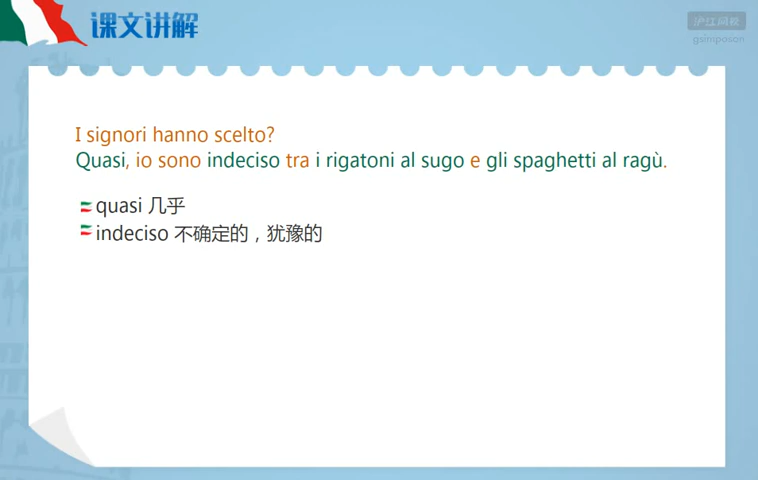 课文讲解
沪江网校
gsimposon
I signori hanno scelto?
Quasi, io sono indeciso tra i rigatoni al sugo e gli spaghetti al ragù.
quasi 几乎
indeciso 不确定的，犹豫的